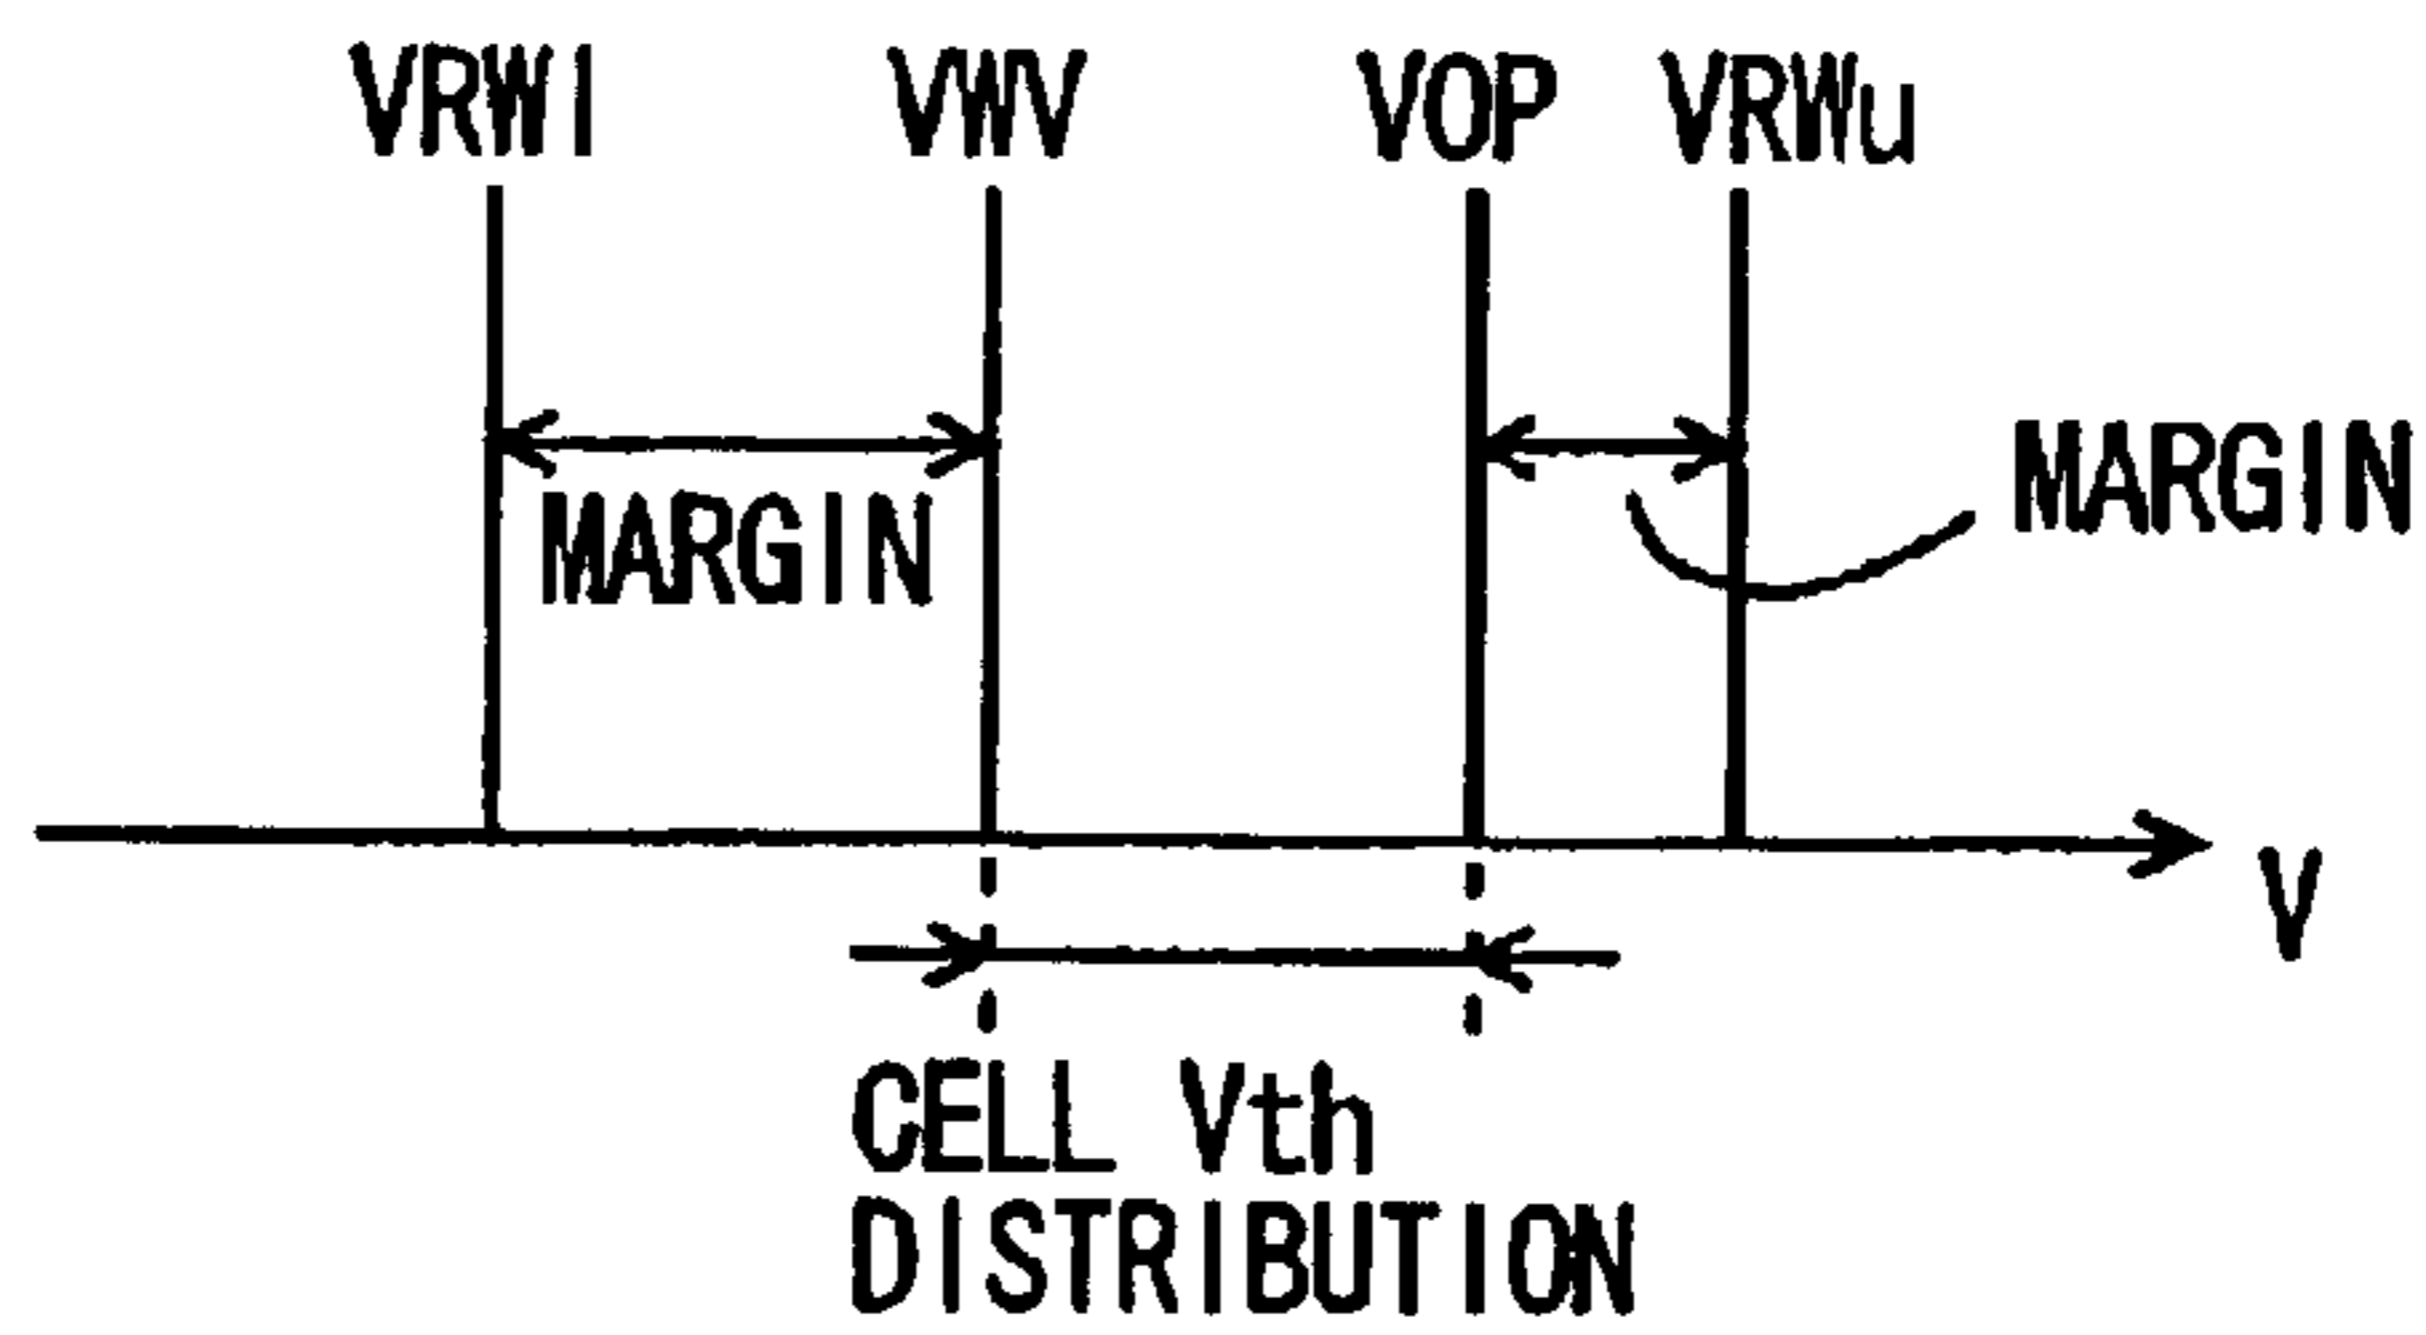 VRWl VWV VOP VRWu
MARGIN
MARGIN
V
CELL Vth
DISTRIBUTION